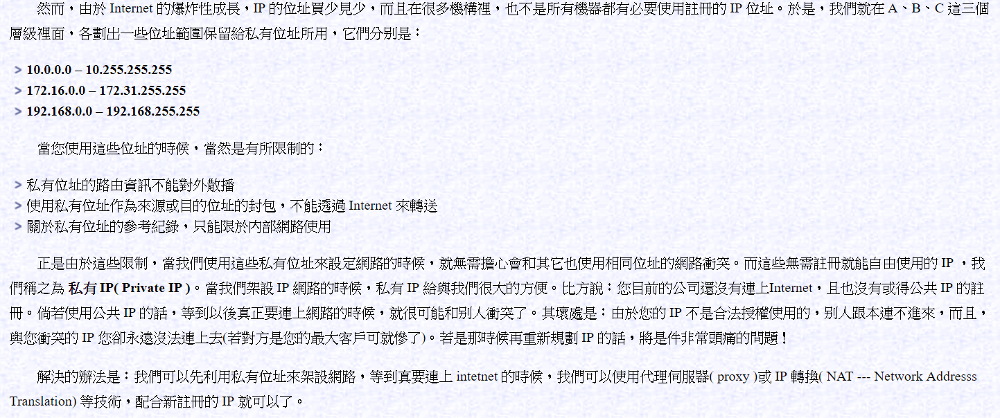 然而，由於 Internet 的爆炸性成長，IP 的位址買少見少，而且在很多機構裡，也不是所有機器都有必要使用註冊的 IP 位址。於是，我們就在 A、B、C 這三個
層級裡面，各劃出一些位址範圍保留給私有位址所用，它們分别是：
> 10.0.0.0 – 10.255.255.255
> 172.16.0.0 – 172.31.255.255
> 192.168.0.0 – 192.168.255.255
當您使用這些位址的時候，當然是有所限制的：
> 私有位址的路由資訊不能對外散播
> 使用私有位址作為來源或目的位址的封包，不能透過 Internet 來轉送
> 關於私有位址的參考紀錄，只能限於內部網路使用
正是由於這些限制，當我們使用這些私有位址來設定網路的時候，就無需擔心會和其它也使用相同位址的網路衝突。而這些無需註冊就能自由使用的 IP ，我
們稱之為 私有 IP( Private IP )。當我們架設 IP 網路的時候，私有 IP 給與我們很大的方便。比方說：您目前的公司還沒有連上Internet，且也沒有或得公共 IP 的註
冊。倘若使用公共 IP 的話，等到以後真正要連上網路的時候，就很可能和别人衝突了。其壞處是：由於您的 IP 不是合法授權使用的，别人跟本連不進來，而且，
與您衝突的 IP 您卻永遠沒法連上去(若對方是您的最大客戶可就慘了)。若是那時候再重新規劃 IP 的話，將是件非常頭痛的問題！
解決的辦法是：我們可以先利用私有位址來架設網路，等到真要連上 intetnet 的時候，我們可以使用代理伺服器( proxy )或 IP 轉換( NAT --- Network Addresss
Translation) 等技術，配合新註冊的 IP 就可以了。